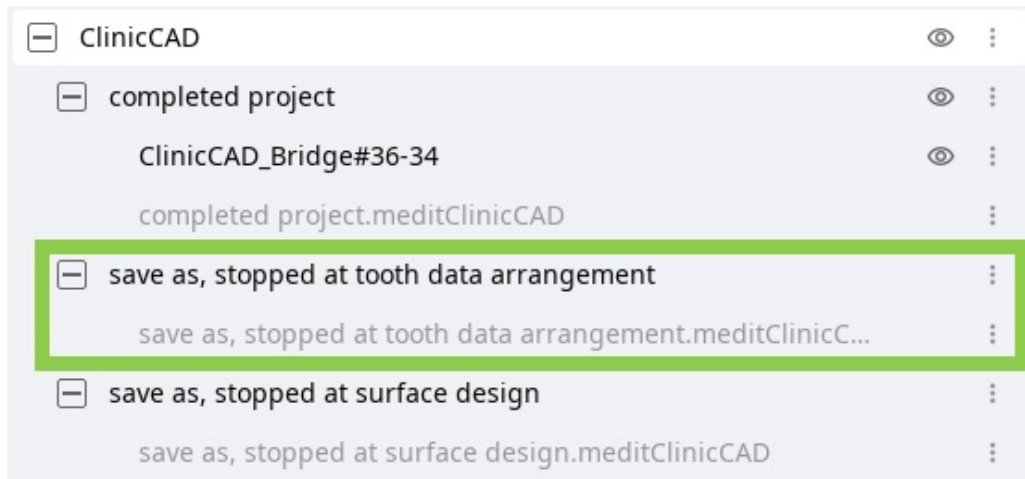 ClinicCAD
completed project
ClinicCAD_Bridge#36-34
completed project.meditClinicCAD
save as, stopped at tooth data arrangement
save as, stopped at tooth data arrangement.meditClinicC...
save as, stopped at surface design
save as, stopped at surface design.meditClinicCAD